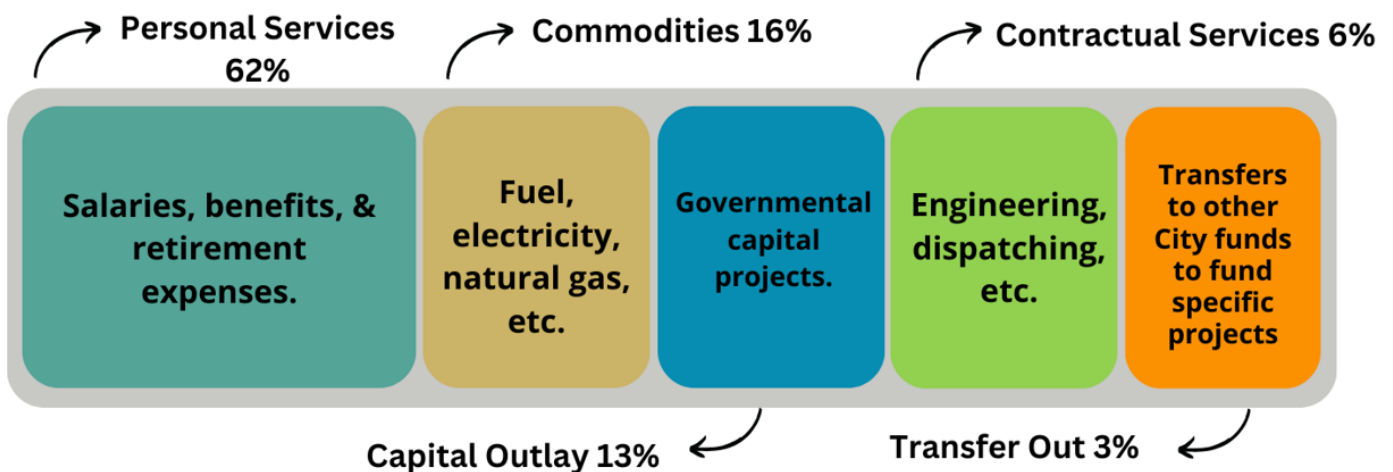 Personal Services
62%
Commodities 16%
Contractual Services 6%
Salaries, benefits, &
retirement
expenses.
Fuel,
electricity,
natural gas,
etc.
Governmental
capital
projects.
Engineering,
dispatching,
etc.
Transfers
to other
City funds
to fund
specific
projects
Capital Outlay 13%
Transfer Out 3%